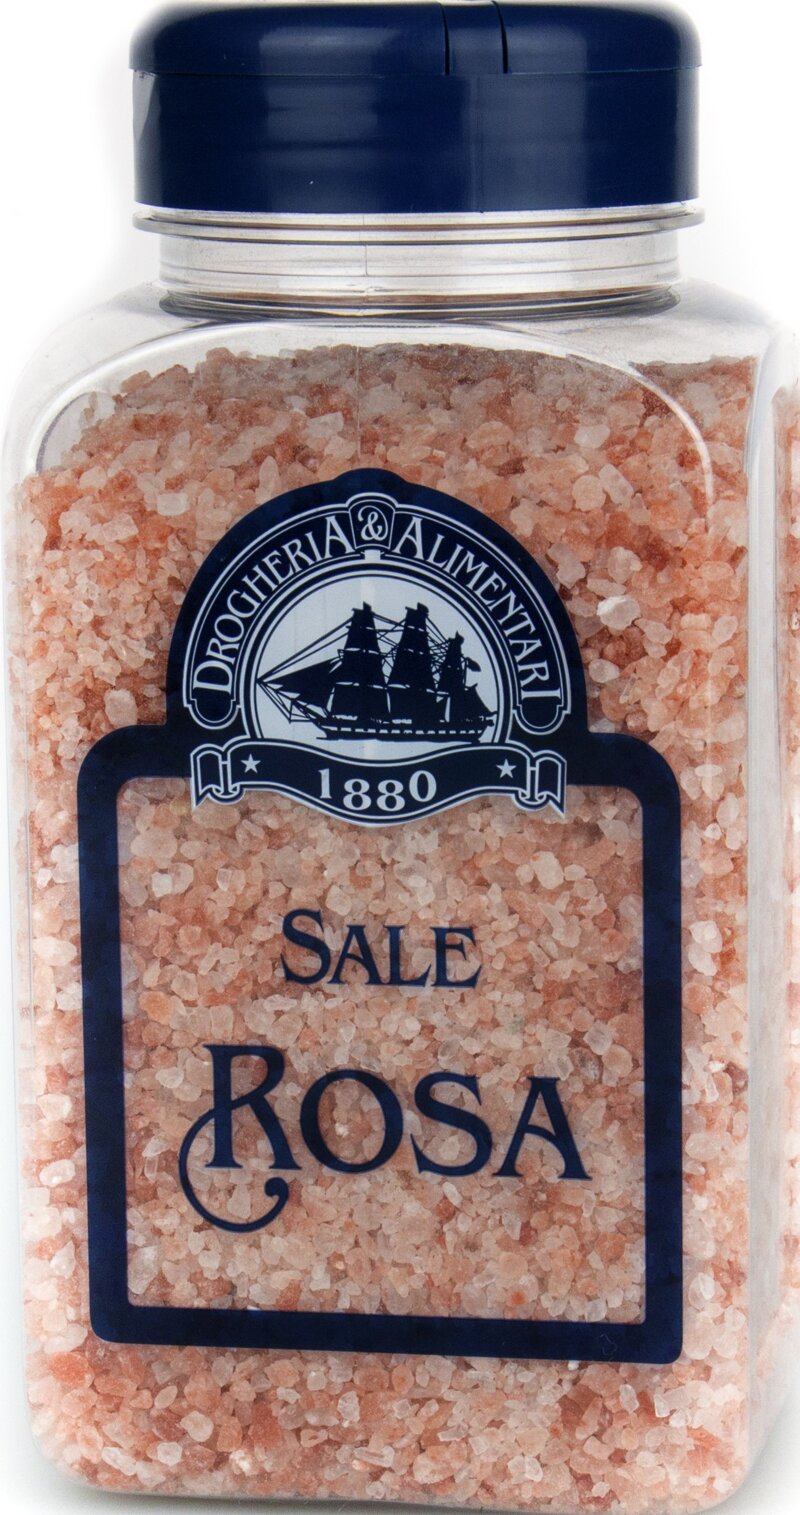 DROGHERIA & ALIMENTARI
1880
SALE
ROSA